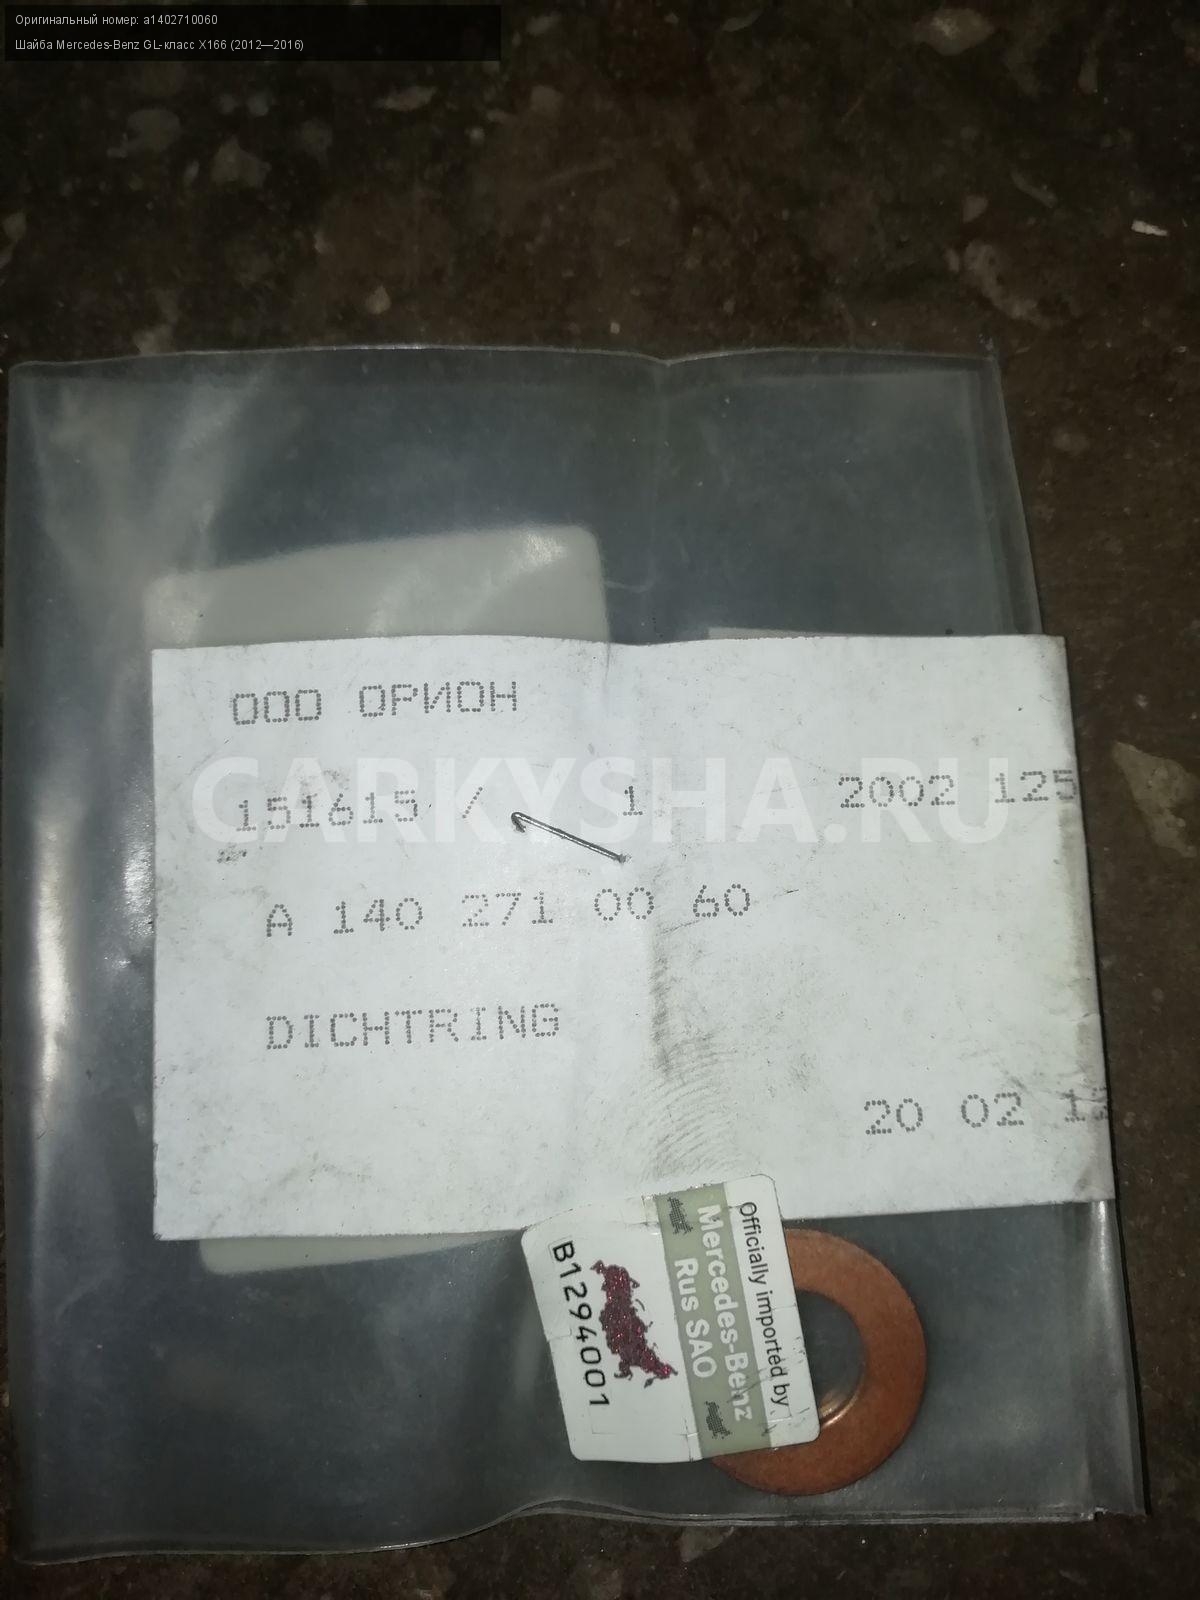 Оригинальный номер: a1402710060
Шайба Mercedes-Benz GL-класс X166 (2012—2016)
ООО ОРИОН
CARKYSHA.RU
151615 / 1 2002 125
A 140 271 00 60
DICHTRING
20 02
Officially imported by
Mercedes-Benz
Rus SAO
B1294001